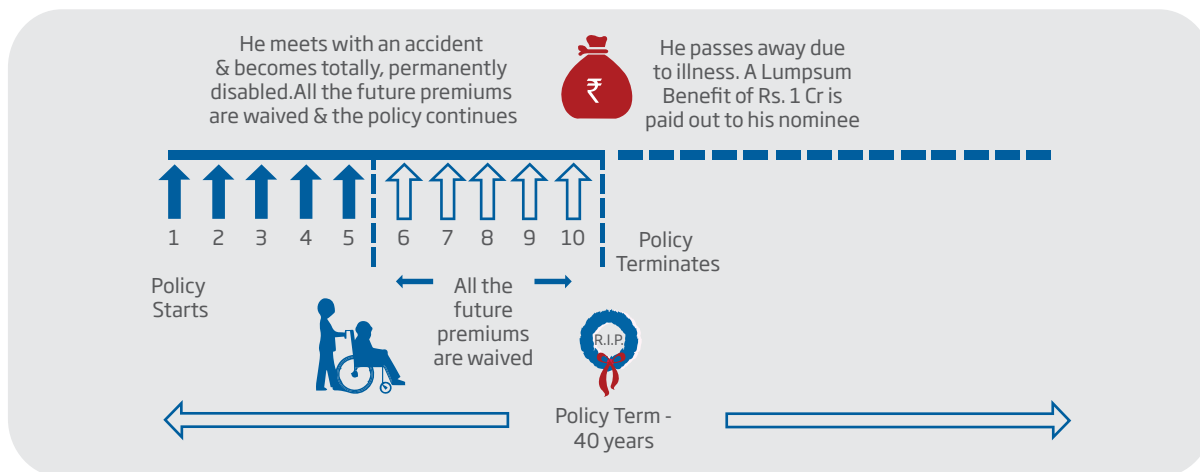 He meets with an accident
& becomes totally, permanently
disabled.All the future premiums
are waived & the policy continues
₹
He passes away due
to illness. A Lumpsum
Benefit of Rs. 1 Cr is
paid out to his nominee
1 2 3 4 5 6 7 8 9 10
Policy
Terminates
Policy
Starts
All the
future
premiums
are waived
R.I.P.
Policy Term -
40 years